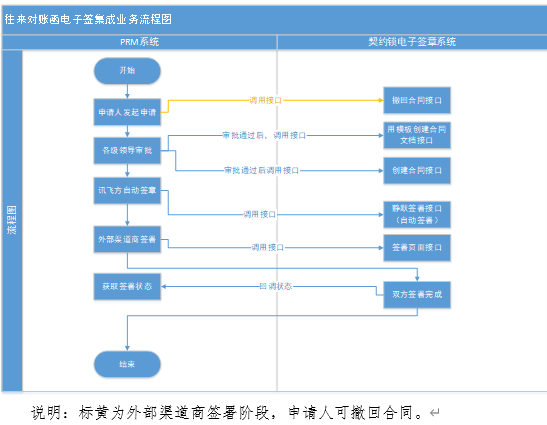 往来对账函电子签集成业务流程图
PRM系统
契约锁电子签章系统
流程图
开始
申请人发起申请
调用接口
撤回合同接口
各级领导审批
审批通过后、调用接口
用模板创建合同
文档接口
审批通过后调用接口
创建合同接口
讯飞方自动签章
调用接口
静默签署接口
（自动签署）
外部渠道商签署
调用接口
签署页面接口
获取签署状态
回调状态
双方签署完成
结束
说明：标黄为外部渠道商签署阶段，申请人可撤回合同。↵